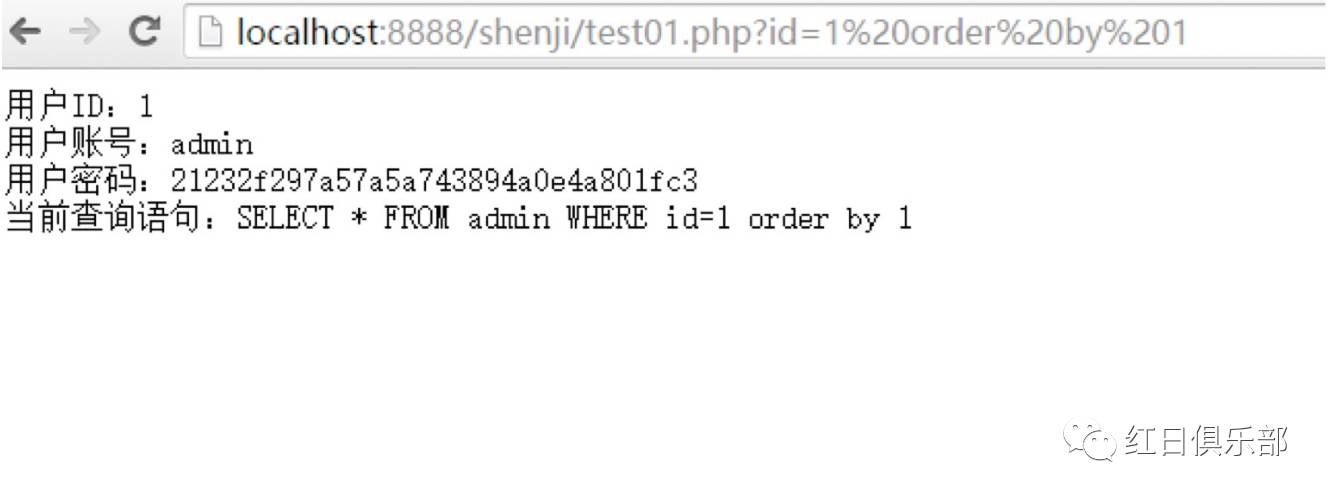 localhost:8888/shenji/test01.php?id=1%20order%20by%201
用户ID：1
用户账号：admin
用户密码：21232f297a57a5a743894a0e4a801fc3
当前查询语句：SELECT * FROM admin WHERE id=1 order by 1
红日俱乐部